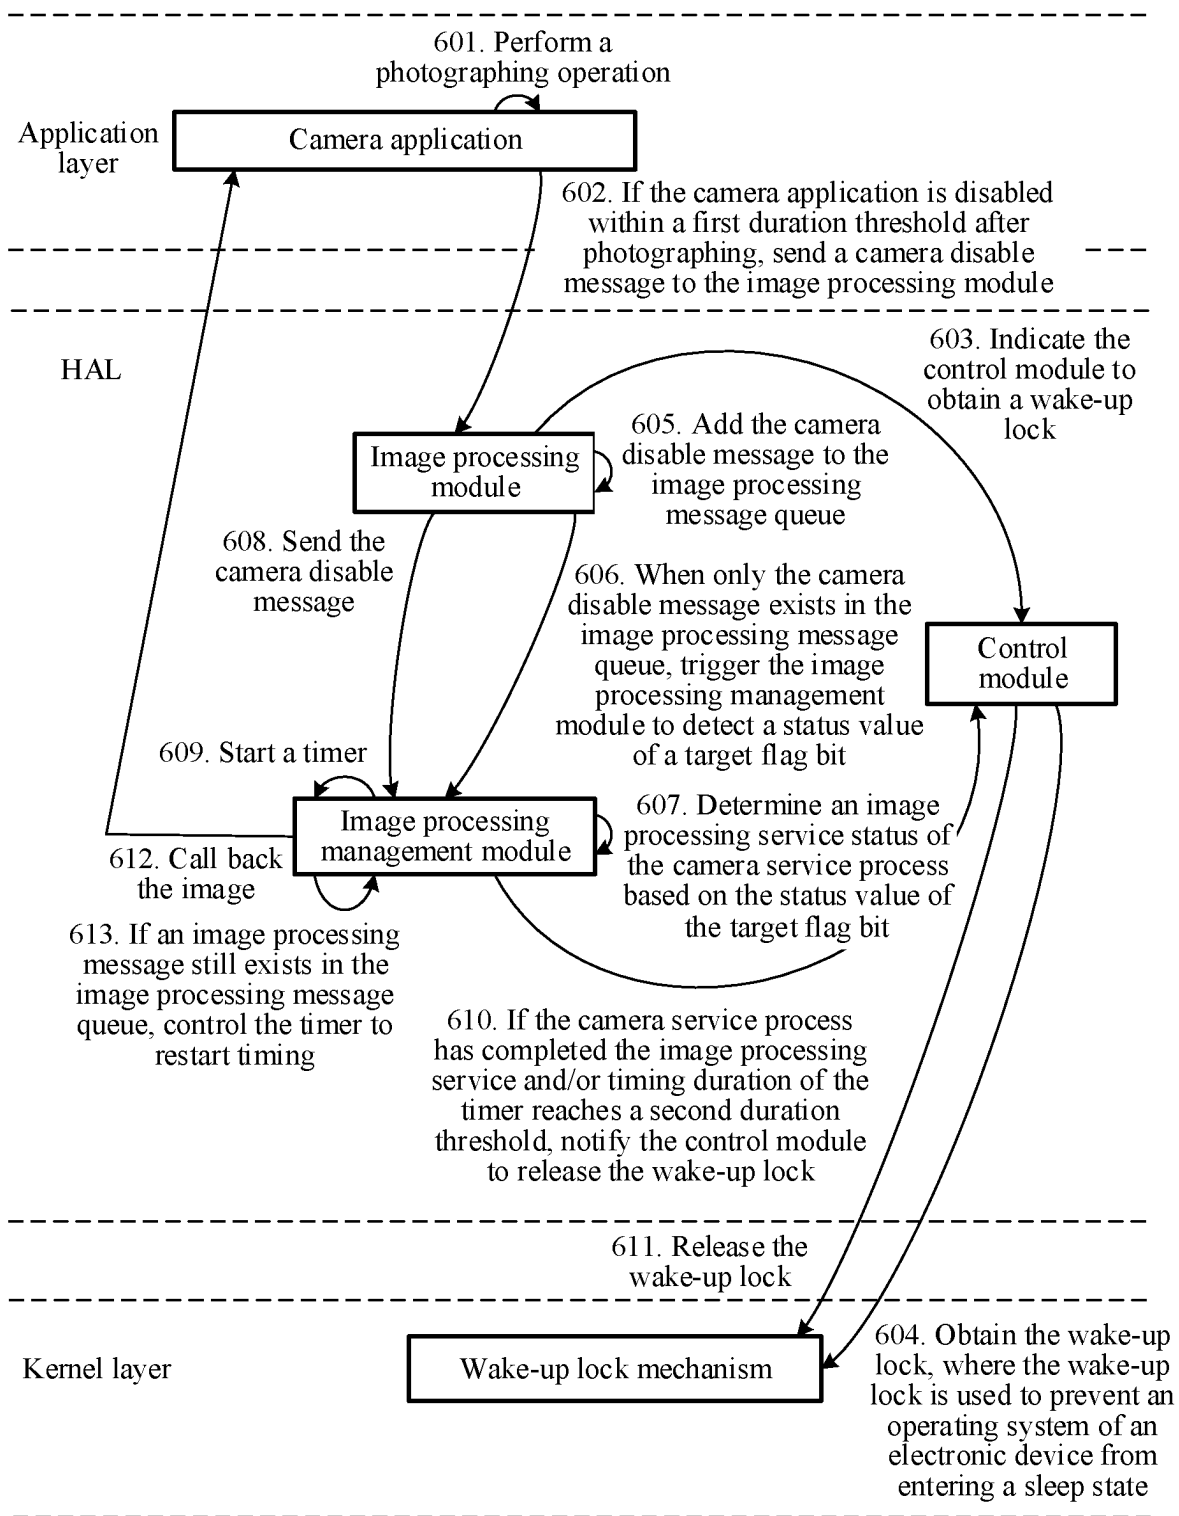 601. Perform a
photographing operation
Application
layer
Camera application
602. If the camera application is disabled
within a first duration threshold after
photographing, send a camera disable
message to the image processing module
HAL
603. Indicate the
control module to
obtain a wake-up
lock
Image processing
module
605. Add the camera
disable message to the
image processing
message queue
608. Send the
camera disable
message
606. When only the camera
disable message exists in the
image processing message
queue, trigger the image
processing management
module to detect a status value
of a target flag bit
Control
module
609. Start a timer
Image processing
management module
607. Determine an image
processing service status of
the camera service process
based on the status value of
the target flag bit
612. Call back
the image
613. If an image processing
message still exists in the
image processing message
queue, control the timer to
restart timing
610. If the camera service process
has completed the image processing
service and/or timing duration of the
timer reaches a second duration
threshold, notify the control module
to release the wake-up lock
611. Release the
wake-up lock
Kernel layer
Wake-up lock mechanism
604. Obtain the wake-up
lock, where the wake-up
lock is used to prevent an
operating system of an
electronic device from
entering a sleep state